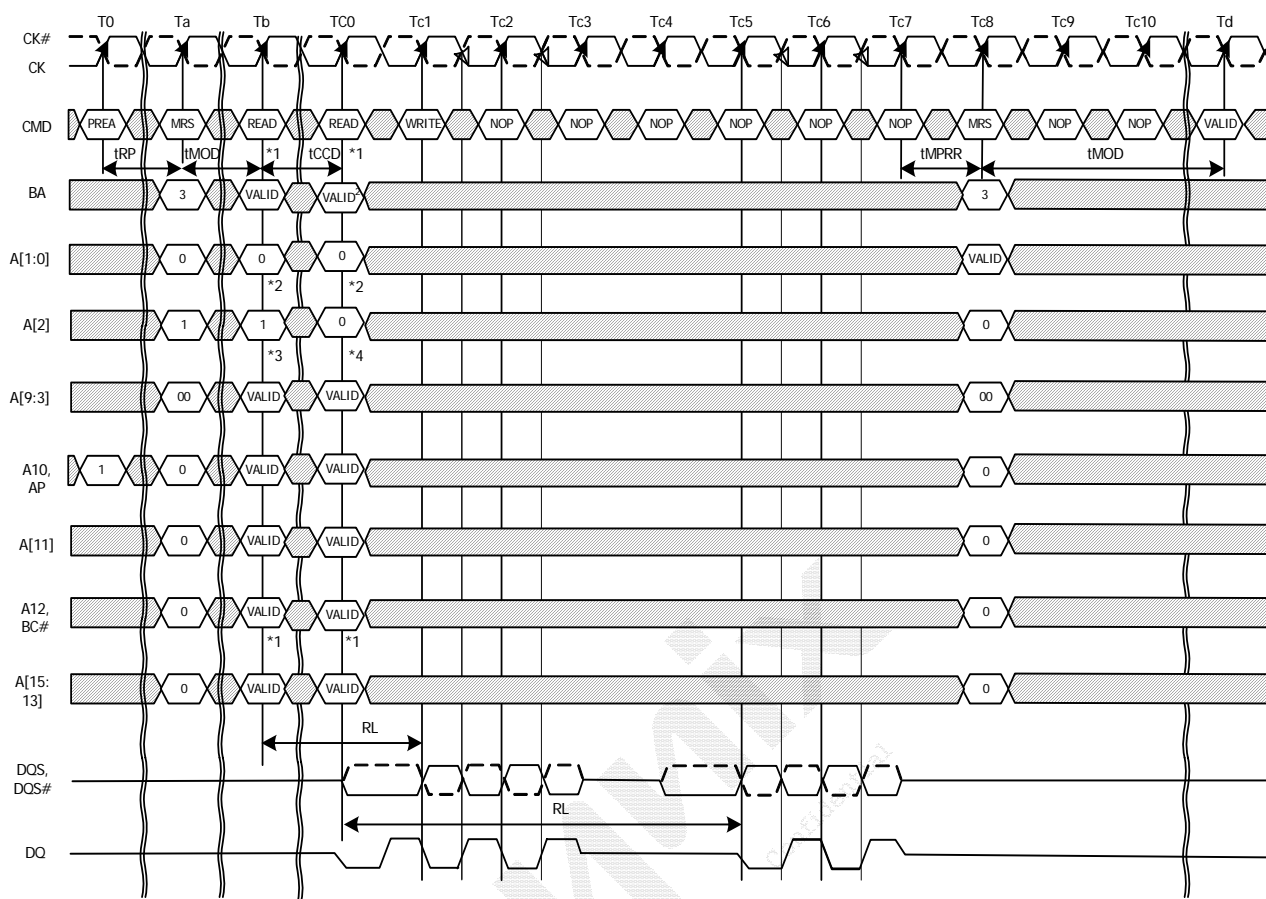 T0 Ta Tb TC0 Tc1 Tc2 Tc3 Tc4 Tc5 Tc6 Tc7 Tc8 Tc9 Tc10 Td
CK#
CK
CMD PREA MRS READ READ WRITE NOP NOP NOP NOP NOP NOP MRS NOP NOP VALID
tRP tMOD *1 tCCD *1 tMPRR tMOD
BA 3 VALID VALID2 3
A[1:0] 0 0 0 VALID
*2 *2
A[2] 1 1 0 0
*3 *4
A[9:3] 00 VALID VALID 00
A10, AP 1 0 VALID VALID 0
A[11] 0 VALID VALID 0
A12, BC# 0 VALID VALID 0
*1 *1
A[15: 13] 0 VALID VALID 0
RL
DQS, DQS#
RL
DQ
Confidential